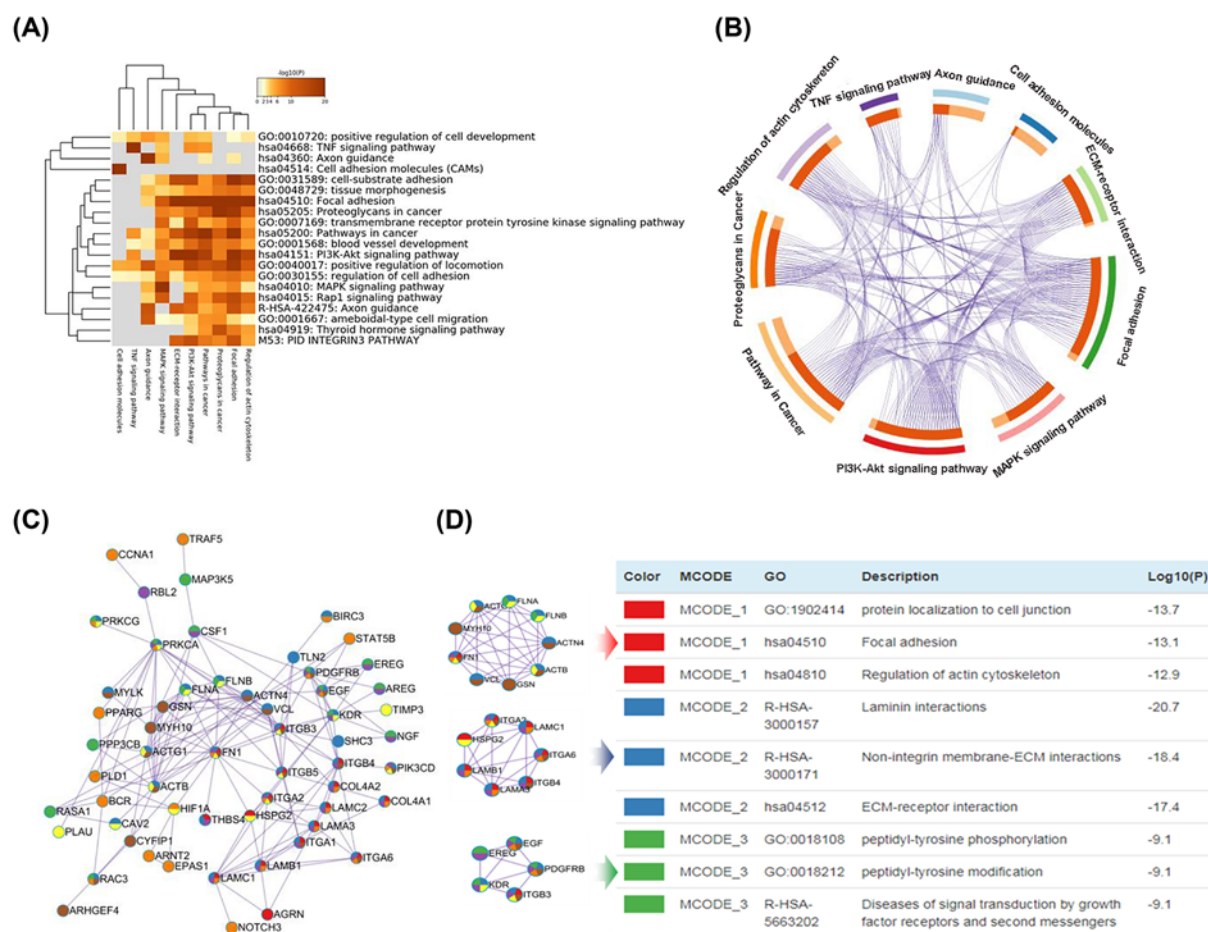 (A)
-log10(P)
0 2 3 4 6 10 20
GO:0010720: positive regulation of cell development
hsa04668: TNF signaling pathway
hsa04360: Axon guidance
hsa04514: Cell adhesion molecules (CAMs)
GO:0031589: cell-substrate adhesion
GO:0048729: tissue morphogenesis
hsa04510: Focal adhesion
hsa05205: Proteoglycans in cancer
GO:0007169: transmembrane receptor protein tyrosine kinase signaling pathway
hsa05200: Pathways in cancer
GO:0001568: blood vessel development
hsa04151: PI3K-Akt signaling pathway
GO:0040017: positive regulation of locomotion
GO:0030155: regulation of cell adhesion
hsa04010: MAPK signaling pathway
hsa04015: Rap1 signaling pathway
R-HSA-422475: Axon guidance
GO:0001667: ameboidal-type cell migration
hsa04919: Thyroid hormone signaling pathway
M53: PID INTEGRIN3 PATHWAY
Cell adhesion molecules
TNF signaling pathway
Axon guidance
MAPK signaling pathway
ECM-receptor interaction
PI3K-Akt signaling pathway
Pathways in cancer
Proteoglycans in cancer
Focal adhesion
Regulation of actin cytoskeleton
(B)
TNF signaling pathway
Axon guidance
Cell adhesion molecules
ECM-receptor interaction
Focal adhesion
MAPK signaling pathway
PI3K-Akt signaling pathway
Pathway in Cancer
Proteoglycans in Cancer
Regulation of actin cytoskereton
(C)
TRAF5
CCNA1
MAP3K5
RBL2
BIRC3
PRKCG
CSF1
STAT5B
PRKCA
TLN2
PDGFRB
EREG
FLNB
MYLK
FLNA
ACTN4
EGF
AREG
GSN
VCL
KDR
TIMP3
PPARG
MYH10
ITGB3
NGF
PPP3CB
ACTG1
FN1
SHC3
ITGB4
PIK3CD
PLD1
ITGB5
ACTB
COL4A2
BCR
ITGA2
COL4A1
RASA1
HIF1A
LAMC2
CAV2
THBS4
HSPG2
PLAU
LAMA3
CYFIP1
ITGA1
ARNT2
ITGA6
EPAS1
LAMB1
RAC3
LAMC1
ARHGEF4
AGRN
NOTCH3
(D)
ACTG
FLNA
FLNB
MYH10
ACTN4
FN1
ACTB
VCL
GSN
ITGA2
LAMC1
HSPG2
ITGA6
LAMB1
ITGB4
LAMA3
EGF
EREG
PDGFRB
KDR
ITGB3
Color MCODE GO Description Log10(P)
MCODE_1 GO:1902414 protein localization to cell junction -13.7
MCODE_1 hsa04510 Focal adhesion -13.1
MCODE_1 hsa04810 Regulation of actin cytoskeleton -12.9
MCODE_2 R-HSA-
3000157 Laminin interactions -20.7
MCODE_2 R-HSA-
3000171 Non-integrin membrane-ECM interactions -18.4
MCODE_2 hsa04512 ECM-receptor interaction -17.4
MCODE_3 GO:0018108 peptidyl-tyrosine phosphorylation -9.1
MCODE_3 GO:0018212 peptidyl-tyrosine modification -9.1
MCODE_3 R-HSA-
5663202 Diseases of signal transduction by growth
factor receptors and second messengers -9.1